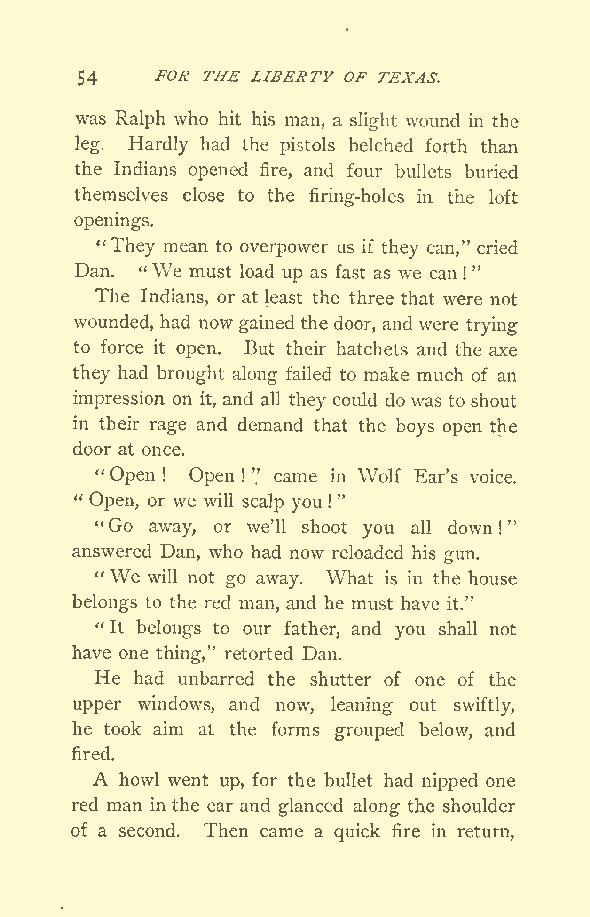 54 FOR THE LIBERTY OF TEXAS.
was Ralph who hit his man, a slight wound in the
leg. Hardly had the pistols belched forth than
the Indians opened fire, and four bullets buried
themselves close to the firing-holes in the loft
openings.
"They mean to overpower us if they can," cried
Dan. "We must load up as fast as we can!"
The Indians, or at least the three that were not
wounded, had now gained the door, and were trying
to force it open. But their hatchets and the axe
they had brought along failed to make much of an
impression on it, and all they could do was to shout
in their rage and demand that the boys open the
door at once.
"Open! Open!" came in Wolf Ear's voice.
"Open, or we will scalp you!"
"Go away, or we'll shoot you all down!"
answered Dan, who had now reloaded his gun.
"We will not go away. What is in the house
belongs to the red man, and he must have it."
"It belongs to our father, and you shall not
have one thing," retorted Dan.
He had unbarred the shutter of one of the
upper windows, and now, leaning out swiftly,
he took aim at the forms grouped below, and
fired.
A howl went up, for the bullet had nipped one
red man in the ear and glanced along the shoulder
of a second. Then came a quick fire in return,